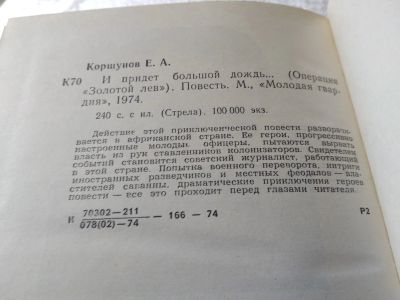 Коршунов Е. А.
К70 И придет большой дождь... (Операция
«Золотой лев»). Повесть. М., «Молодая гвар-
дия», 1974.
240 с. с ил. (Стрела). 100 000 экз.
Действие этой приключенческой повести развора-
вается в африканской стране. Ее герои, прогрессивно
настроенные молодые офицеры, пытаются вырвать
власть из рук ставленников колонизаторов. Свидетелем
событий становится советский журналист, работающий
в этой стране. Попытка военного переворота, интриги
иностранных разведчиков и местных феодалов — вла-
стителей саванны, драматические приключения героев
повести — все это проходит перед глазами читателя.
И 70302—211
078(02)—74 — 166 — 74 Р2